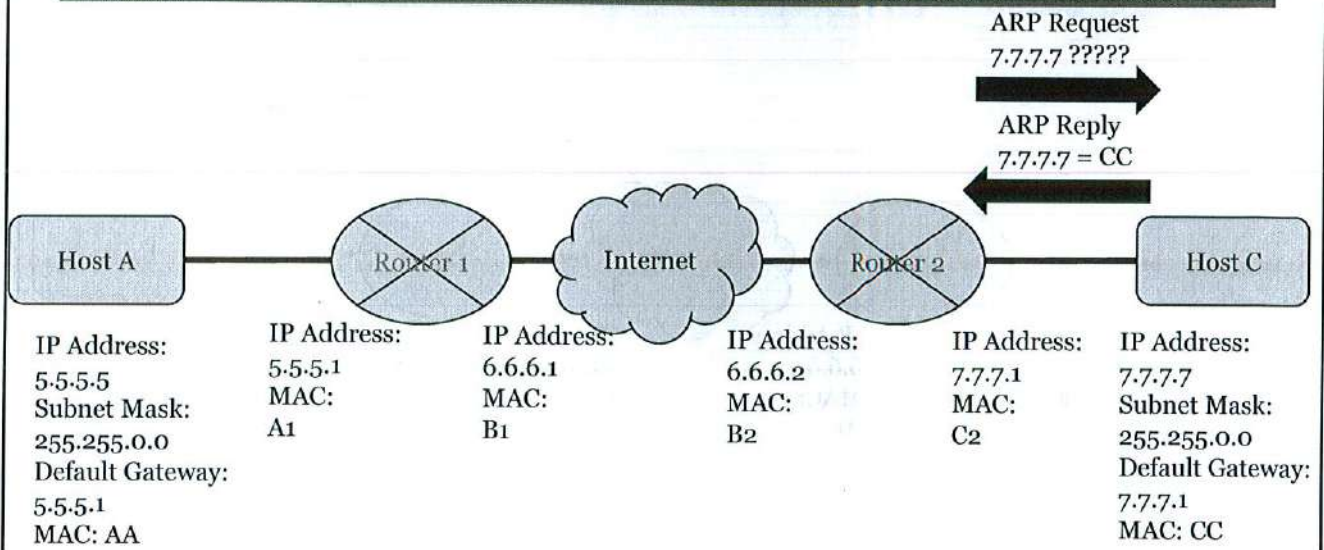 ARP Request
7.7.7.7 ?????
ARP Reply
7.7.7.7 = CC
Host A
Router 1
Internet
Router 2
Host C
IP Address:
5.5.5.5
Subnet Mask:
255.255.0.0
Default Gateway:
5.5.5.1
MAC: AA
IP Address:
5.5.5.1
MAC:
A1
IP Address:
6.6.6.1
MAC:
B1
IP Address:
6.6.6.2
MAC:
B2
IP Address:
7.7.7.1
MAC:
C2
IP Address:
7.7.7.7
Subnet Mask:
255.255.0.0
Default Gateway:
7.7.7.1
MAC: CC